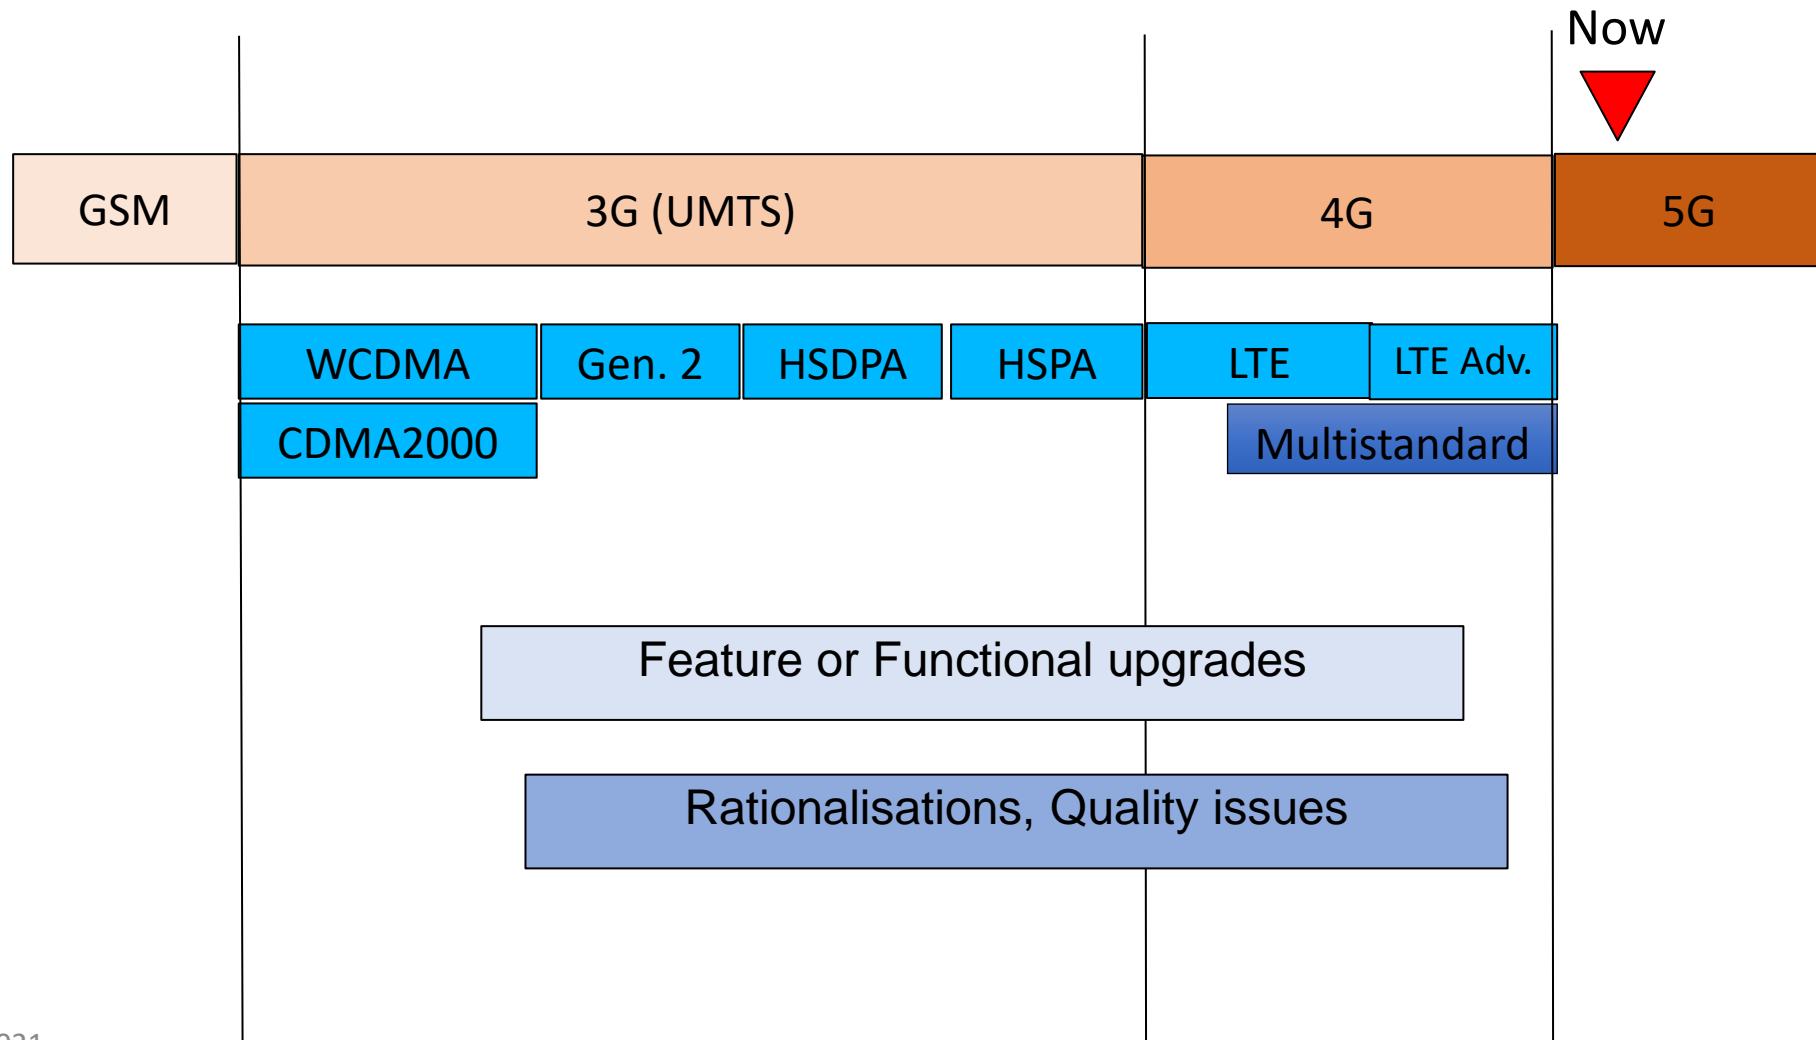 Now
GSM
3G (UMTS)
4G
5G
WCDMA
Gen. 2
HSDPA
HSPA
LTE
LTE Adv.
CDMA2000
Multistandard
Feature or Functional upgrades
Rationalisations, Quality issues